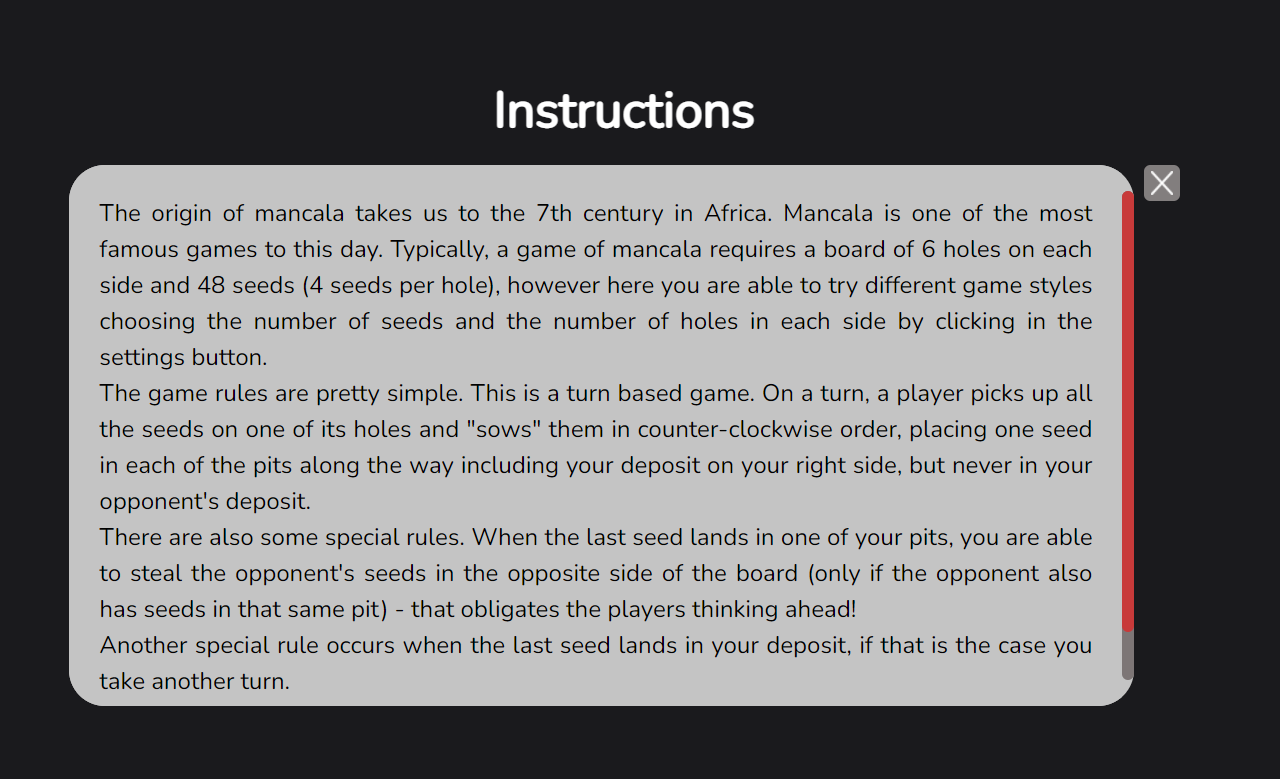 Instructions
The origin of mancala takes us to the 7th century in Africa. Mancala is one of the most
famous games to this day. Typically, a game of mancala requires a board of 6 holes on each
side and 48 seeds (4 seeds per hole), however here you are able to try different game styles
choosing the number of seeds and the number of holes in each side by clicking in the
settings button.
The game rules are pretty simple. This is a turn based game. On a turn, a player picks up all
the seeds on one of its holes and "sows" them in counter-clockwise order, placing one seed
in each of the pits along the way including your deposit on your right side, but never in your
opponent's deposit.
There are also some special rules. When the last seed lands in one of your pits, you are able
to steal the opponent's seeds in the opposite side of the board (only if the opponent also
has seeds in that same pit) - that obligates the players thinking ahead!
Another special rule occurs when the last seed lands in your deposit, if that is the case you
take another turn.